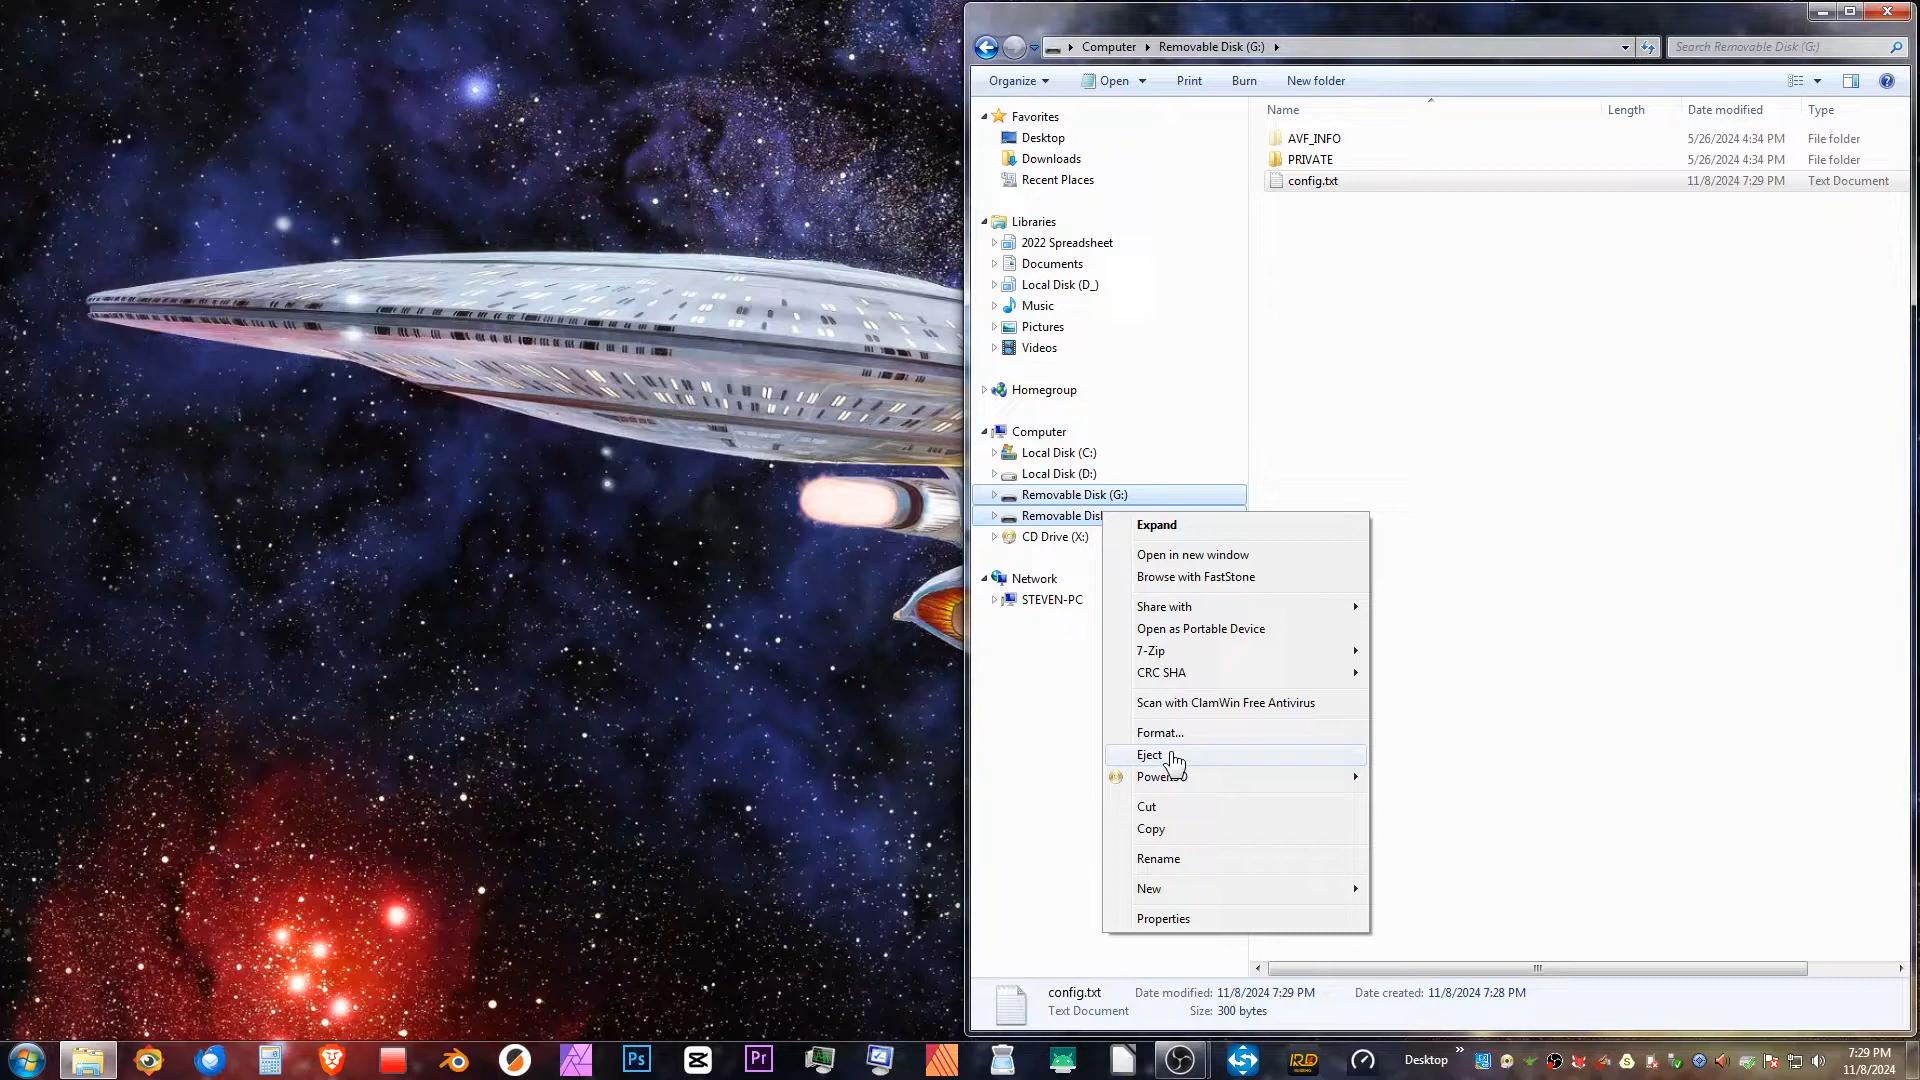 Computer
Removable Disk (G:)
Search Removable Disk (G:)
Organize
Open
Print
Burn
New folder
Name
Length
Date modified
Type
Favorites
Desktop
Downloads
Recent Places
Libraries
2022 Spreadsheet
Documents
Local Disk (D_)
Music
Pictures
Videos
Homegroup
Computer
Local Disk (C:)
Local Disk (D:)
Removable Disk (G:)
Removable Disk
CD Drive (X:)
Network
STEVEN-PC
AVF_INFO 5/26/2024 4:34 PM File folder
PRIVATE 5/26/2024 4:34 PM File folder
config.txt 11/8/2024 7:29 PM Text Document
Expand
Open in new window
Browse with FastStone
Share with
Open as Portable Device
7-Zip
CRC SHA
Scan with ClamWin Free Antivirus
Format...
Eject
Cut
Copy
Rename
New
Properties
config.txt Date modified: 11/8/2024 7:29 PM Date created: 11/8/2024 7:28 PM
Text Document Size: 300 bytes
Ps
Pr
Desktop
7:29 PM
11/8/2024